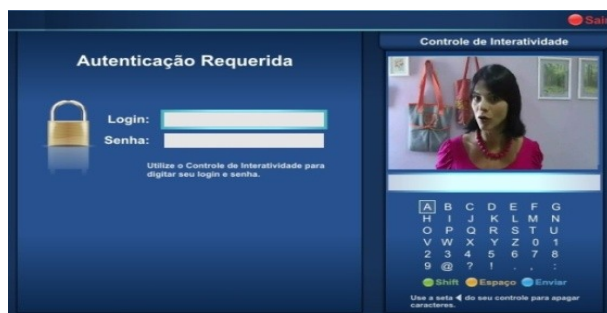 Sair
Autenticação Requerida
Login:
Senha:
Utilize o Controle de Interatividade para
digitar seu login e senha.
Controle de Interatividade
A B C D E F G
H I J K L M N
O P Q R S T U
V W X Y Z 0 1
2 3 4 5 6 7 8
9 @ ? ! . , :
Shift Espaço Enviar
Use a seta ◀ do seu controle para apagar
caracteres.